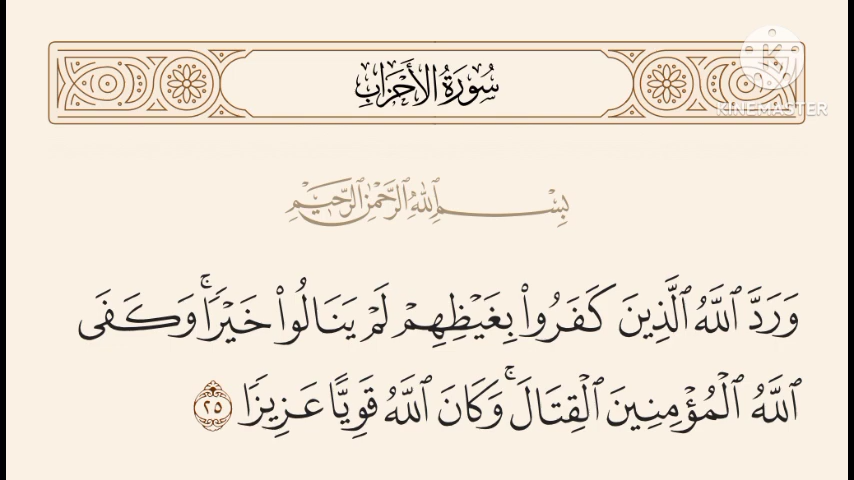 سُورَةُ الأَحْزَابِ
KINEMASTER
بِسْمِ ٱللَّهِ ٱلرَّحْمَٰنِ ٱلرَّحِيمِ
وَرَدَّ ٱللَّهُ ٱلَّذِينَ كَفَرُوا۟ بِغَيْظِهِمْ لَمْ يَنَالُوا۟ خَيْرًۭا ۚ وَكَفَى
ٱللَّهُ ٱلْمُؤْمِنِينَ ٱلْقِتَالَ ۚ وَكَانَ ٱللَّهُ قَوِيًّا عَزِيزًۭا ٢٥